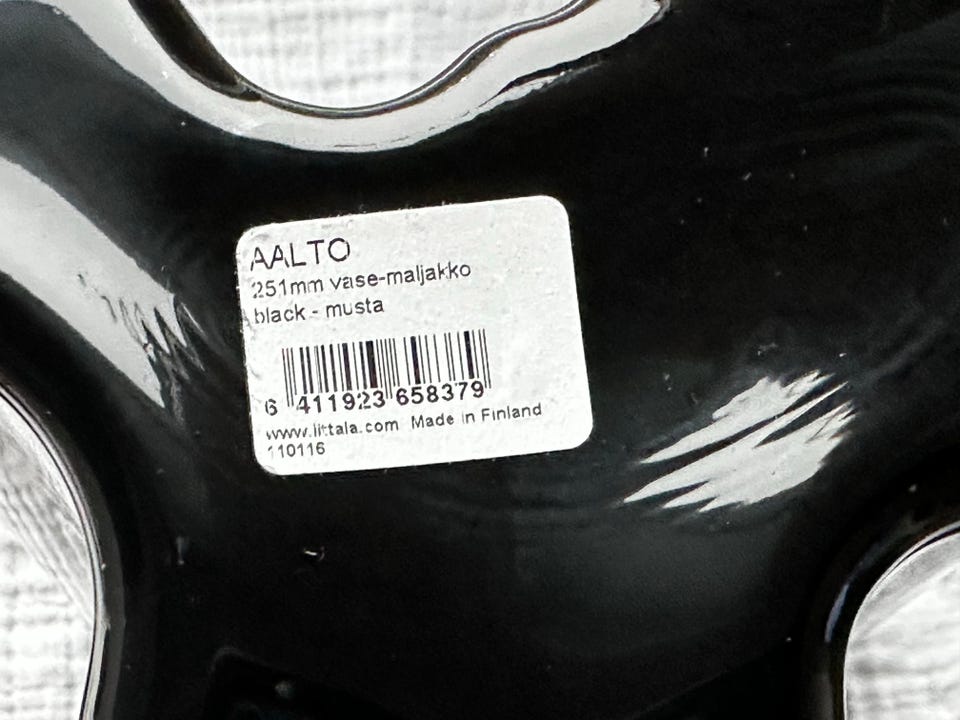 AALTO
251mm vase-maljakko
black - musta
6 411923 658379
www.iittala.com Made in Finland
110116